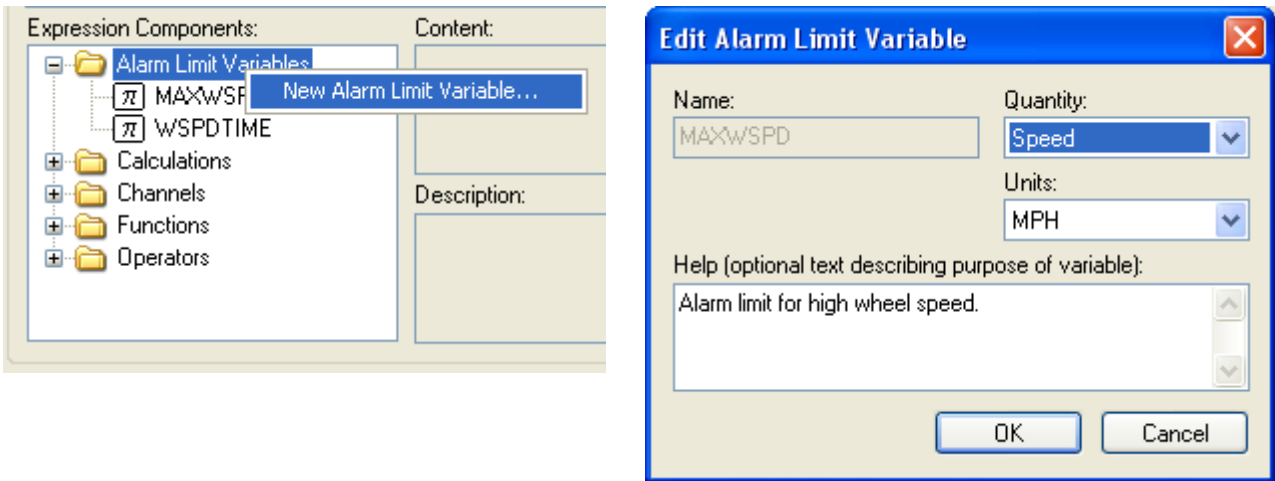 Expression Components:
Content:
Alarm Limit Variables
New Alarm Limit Variable...
π MAXWSP
π WSPDTIME
Calculations
Channels
Functions
Operators
Description:
Edit Alarm Limit Variable
Name:
Quantity:
MAXWSPD
Speed
Units:
MPH
Help (optional text describing purpose of variable):
Alarm limit for high wheel speed.
OK
Cancel